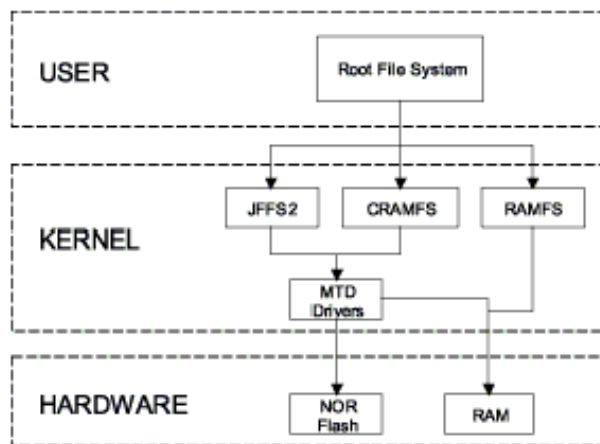 USER
Root File System
JFFS2
CRAMFS
RAMFS
KERNEL
MTD
Drivers
HARDWARE
NOR
Flash
RAM